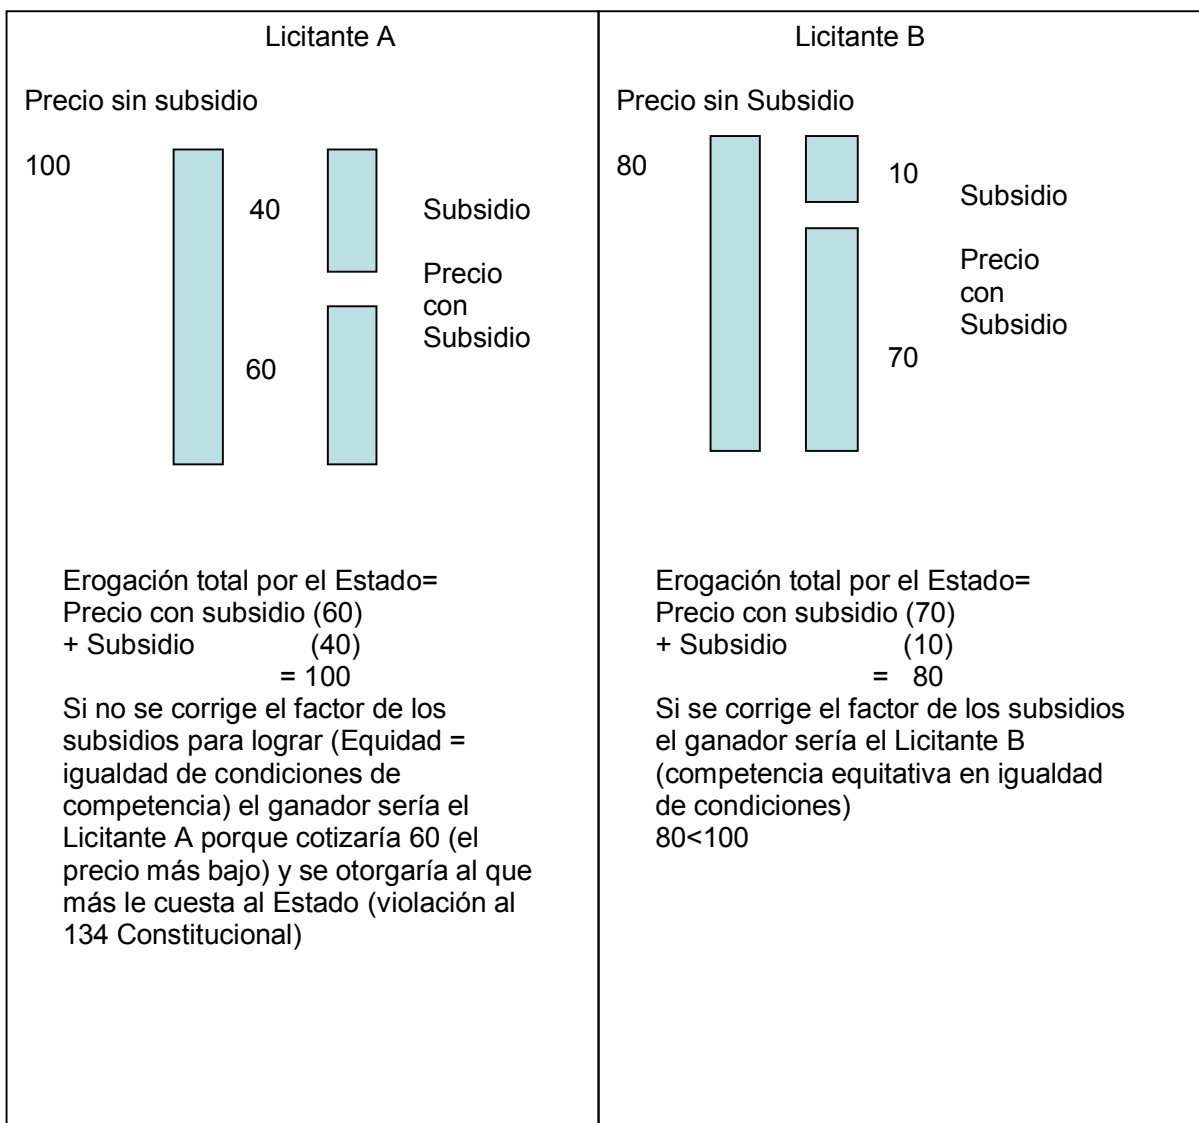 Licitante A
Precio sin subsidio
100
40
Subsidio
Precio
con
Subsidio
60
Erogación total por el Estado=
Precio con subsidio (60)
+ Subsidio (40)
= 100
Si no se corrige el factor de los
subsidios para lograr (Equidad =
igualdad de condiciones de
competencia) el ganador sería el
Licitante A porque cotizaría 60 (el
precio más bajo) y se otorgaría al que
más le cuesta al Estado (violación al
134 Constitucional)
Licitante B
Precio sin Subsidio
80
10
Subsidio
Precio
con
Subsidio
70
Erogación total por el Estado=
Precio con subsidio (70)
+ Subsidio (10)
= 80
Si se corrige el factor de los subsidios
el ganador sería el Licitante B
(competencia equitativa en igualdad
de condiciones)
80<100